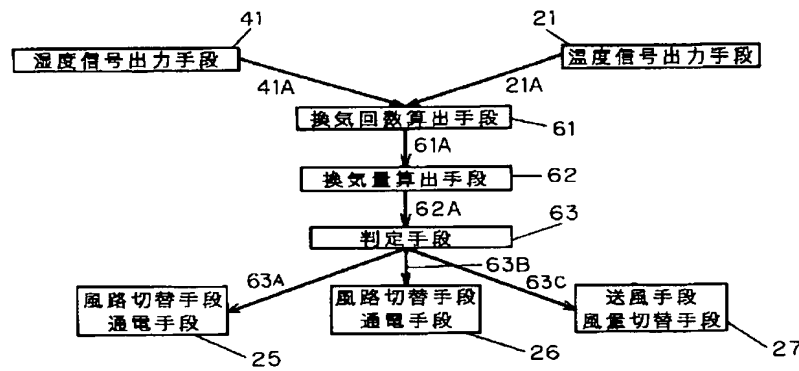 41
21
湿度信号出力手段
温度信号出力手段
41A
21A
換気回数算出手段
61
61A
換気量算出手段
62
62A
63
判定手段
63A
63B
63C
風路切替手段
通電手段
風路切替手段
通電手段
送風手段
風量切替手段
25
26
27